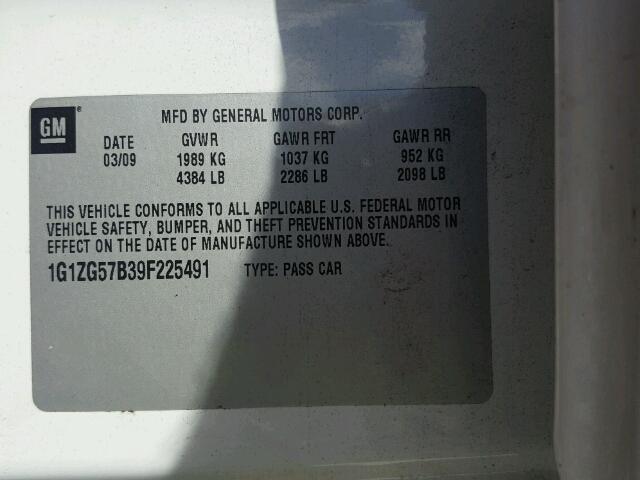 GM ®
MFD BY GENERAL MOTORS CORP.
DATE GVWR GAWR FRT GAWR RR
03/09 1989 KG 1037 KG 952 KG
4384 LB 2286 LB 2098 LB
THIS VEHICLE CONFORMS TO ALL APPLICABLE U.S. FEDERAL MOTOR
VEHICLE SAFETY, BUMPER, AND THEFT PREVENTION STANDARDS IN
EFFECT ON THE DATE OF MANUFACTURE SHOWN ABOVE.
1G1ZG57B39F225491 TYPE: PASS CAR